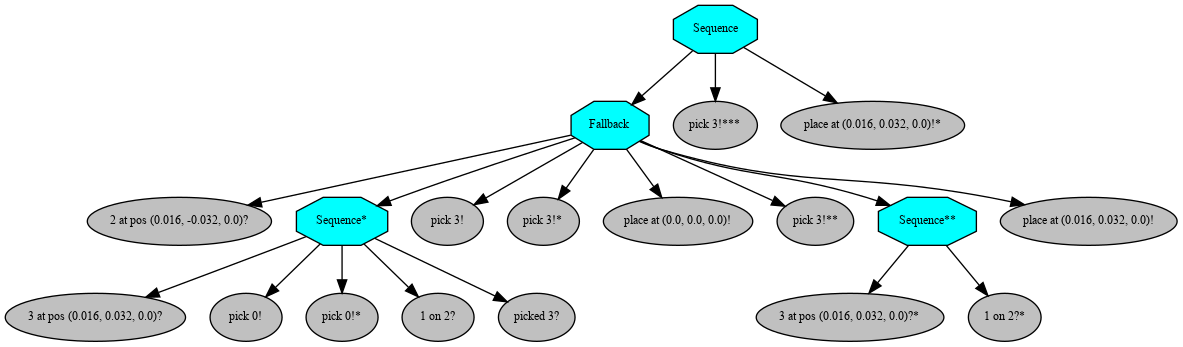 Sequence
Fallback
pick 3!***
place at (0.016, 0.032, 0.0)!*
2 at pos (0.016, -0.032, 0.0)?
Sequence*
pick 3!
pick 3!*
place at (0.0, 0.0, 0.0)!
pick 3!**
Sequence**
place at (0.016, 0.032, 0.0)!
3 at pos (0.016, 0.032, 0.0)?
pick 0!
pick 0!*
1 on 2?
picked 3?
3 at pos (0.016, 0.032, 0.0)?*
1 on 2?*